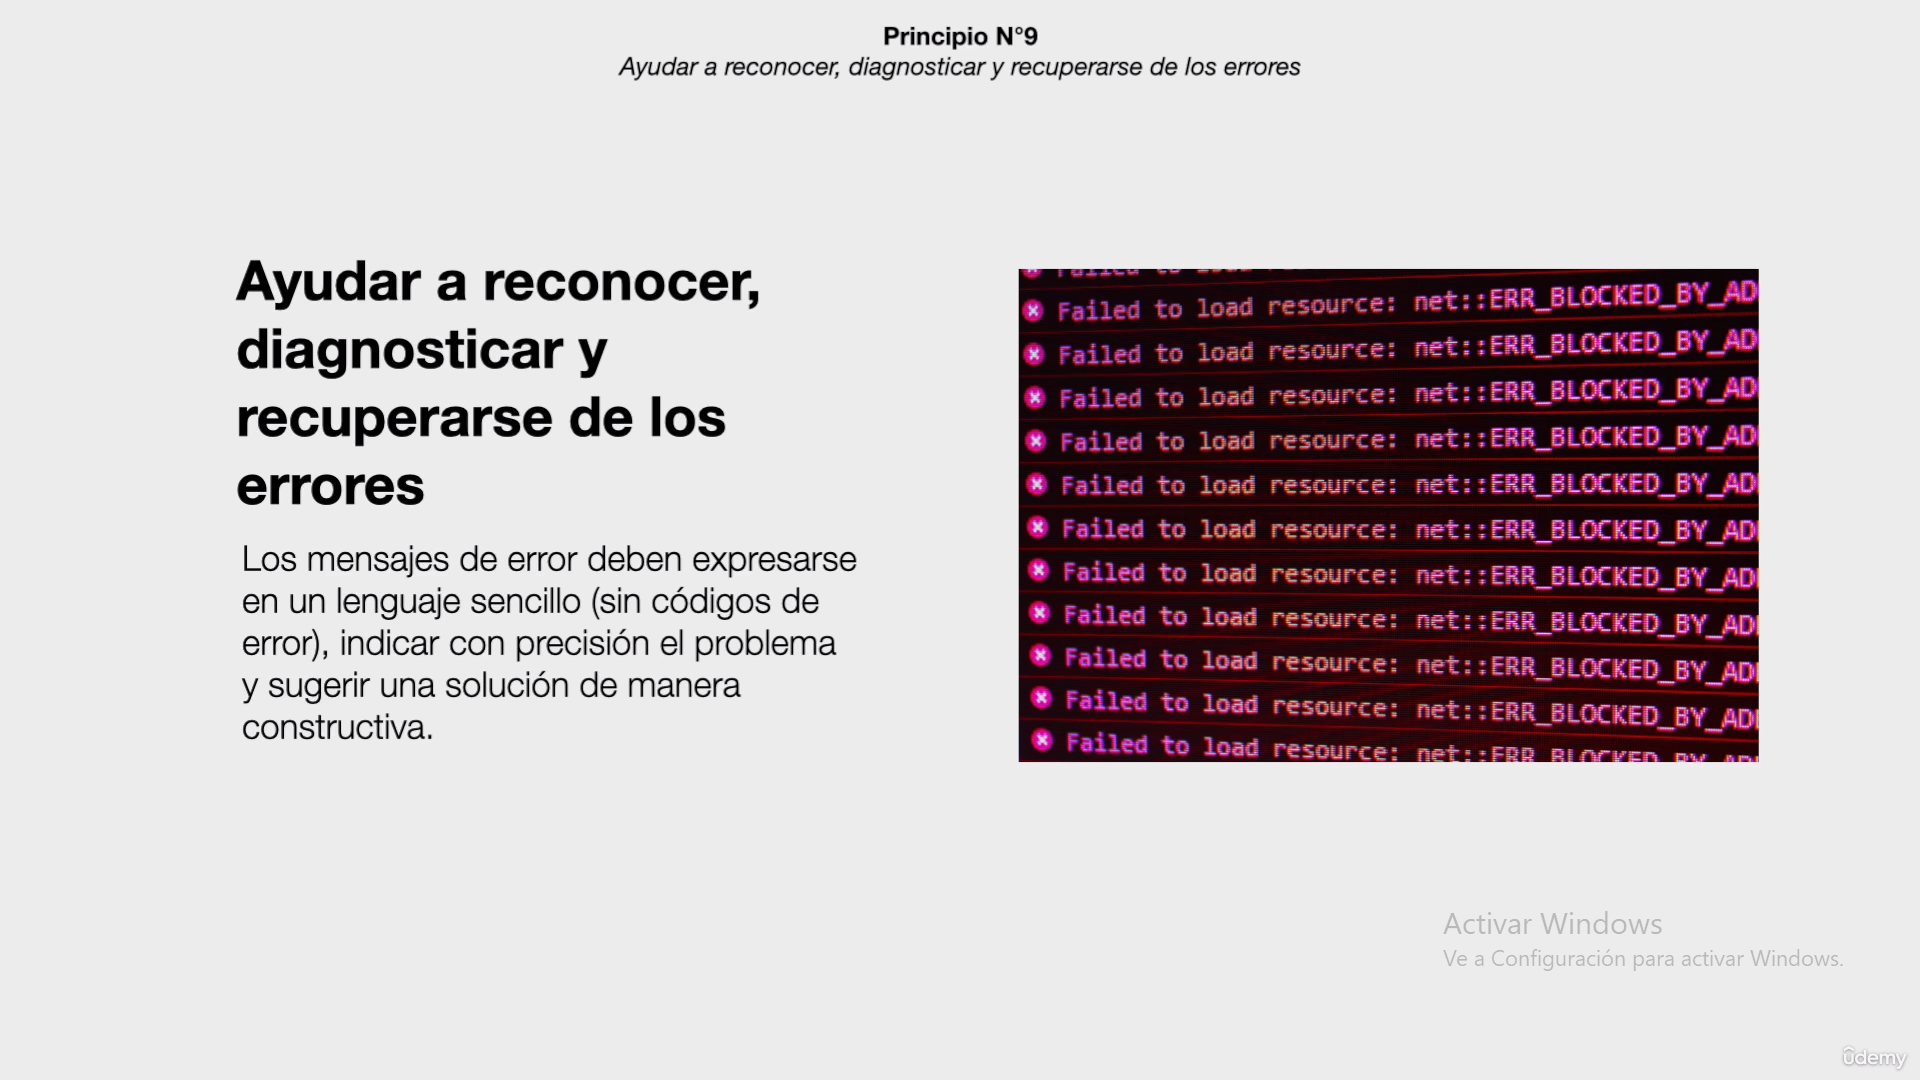 Principio N°9
Ayudar a reconocer, diagnosticar y recuperarse de los errores
Ayudar a reconocer,
diagnosticar y
recuperarse de los
errores
Los mensajes de error deben expresarse
en un lenguaje sencillo (sin códigos de
error), indicar con precisión el problema
y sugerir una solución de manera
constructiva.
Failed to load resource: net::ERR_BLOCKED_BY_AD
Failed to load resource: net::ERR_BLOCKED_BY_AD
Failed to load resource: net::ERR_BLOCKED_BY_AD
Failed to load resource: net::ERR_BLOCKED_BY_AD
Failed to load resource: net::ERR_BLOCKED_BY_AD
Failed to load resource: net::ERR_BLOCKED_BY_AD
Failed to load resource: net::ERR_BLOCKED_BY_AD
Failed to load resource: net::ERR_BLOCKED_BY_AD
Failed to load resource: net::ERR_BLOCKED_BY_AD
Failed to load resource: net::ERR_BLOCKED_BY_AD
Failed to load resource: net::ERR_BLOCKED_BY_AD
Activar Windows
Ve a Configuración para activar Windows.
ûdemy